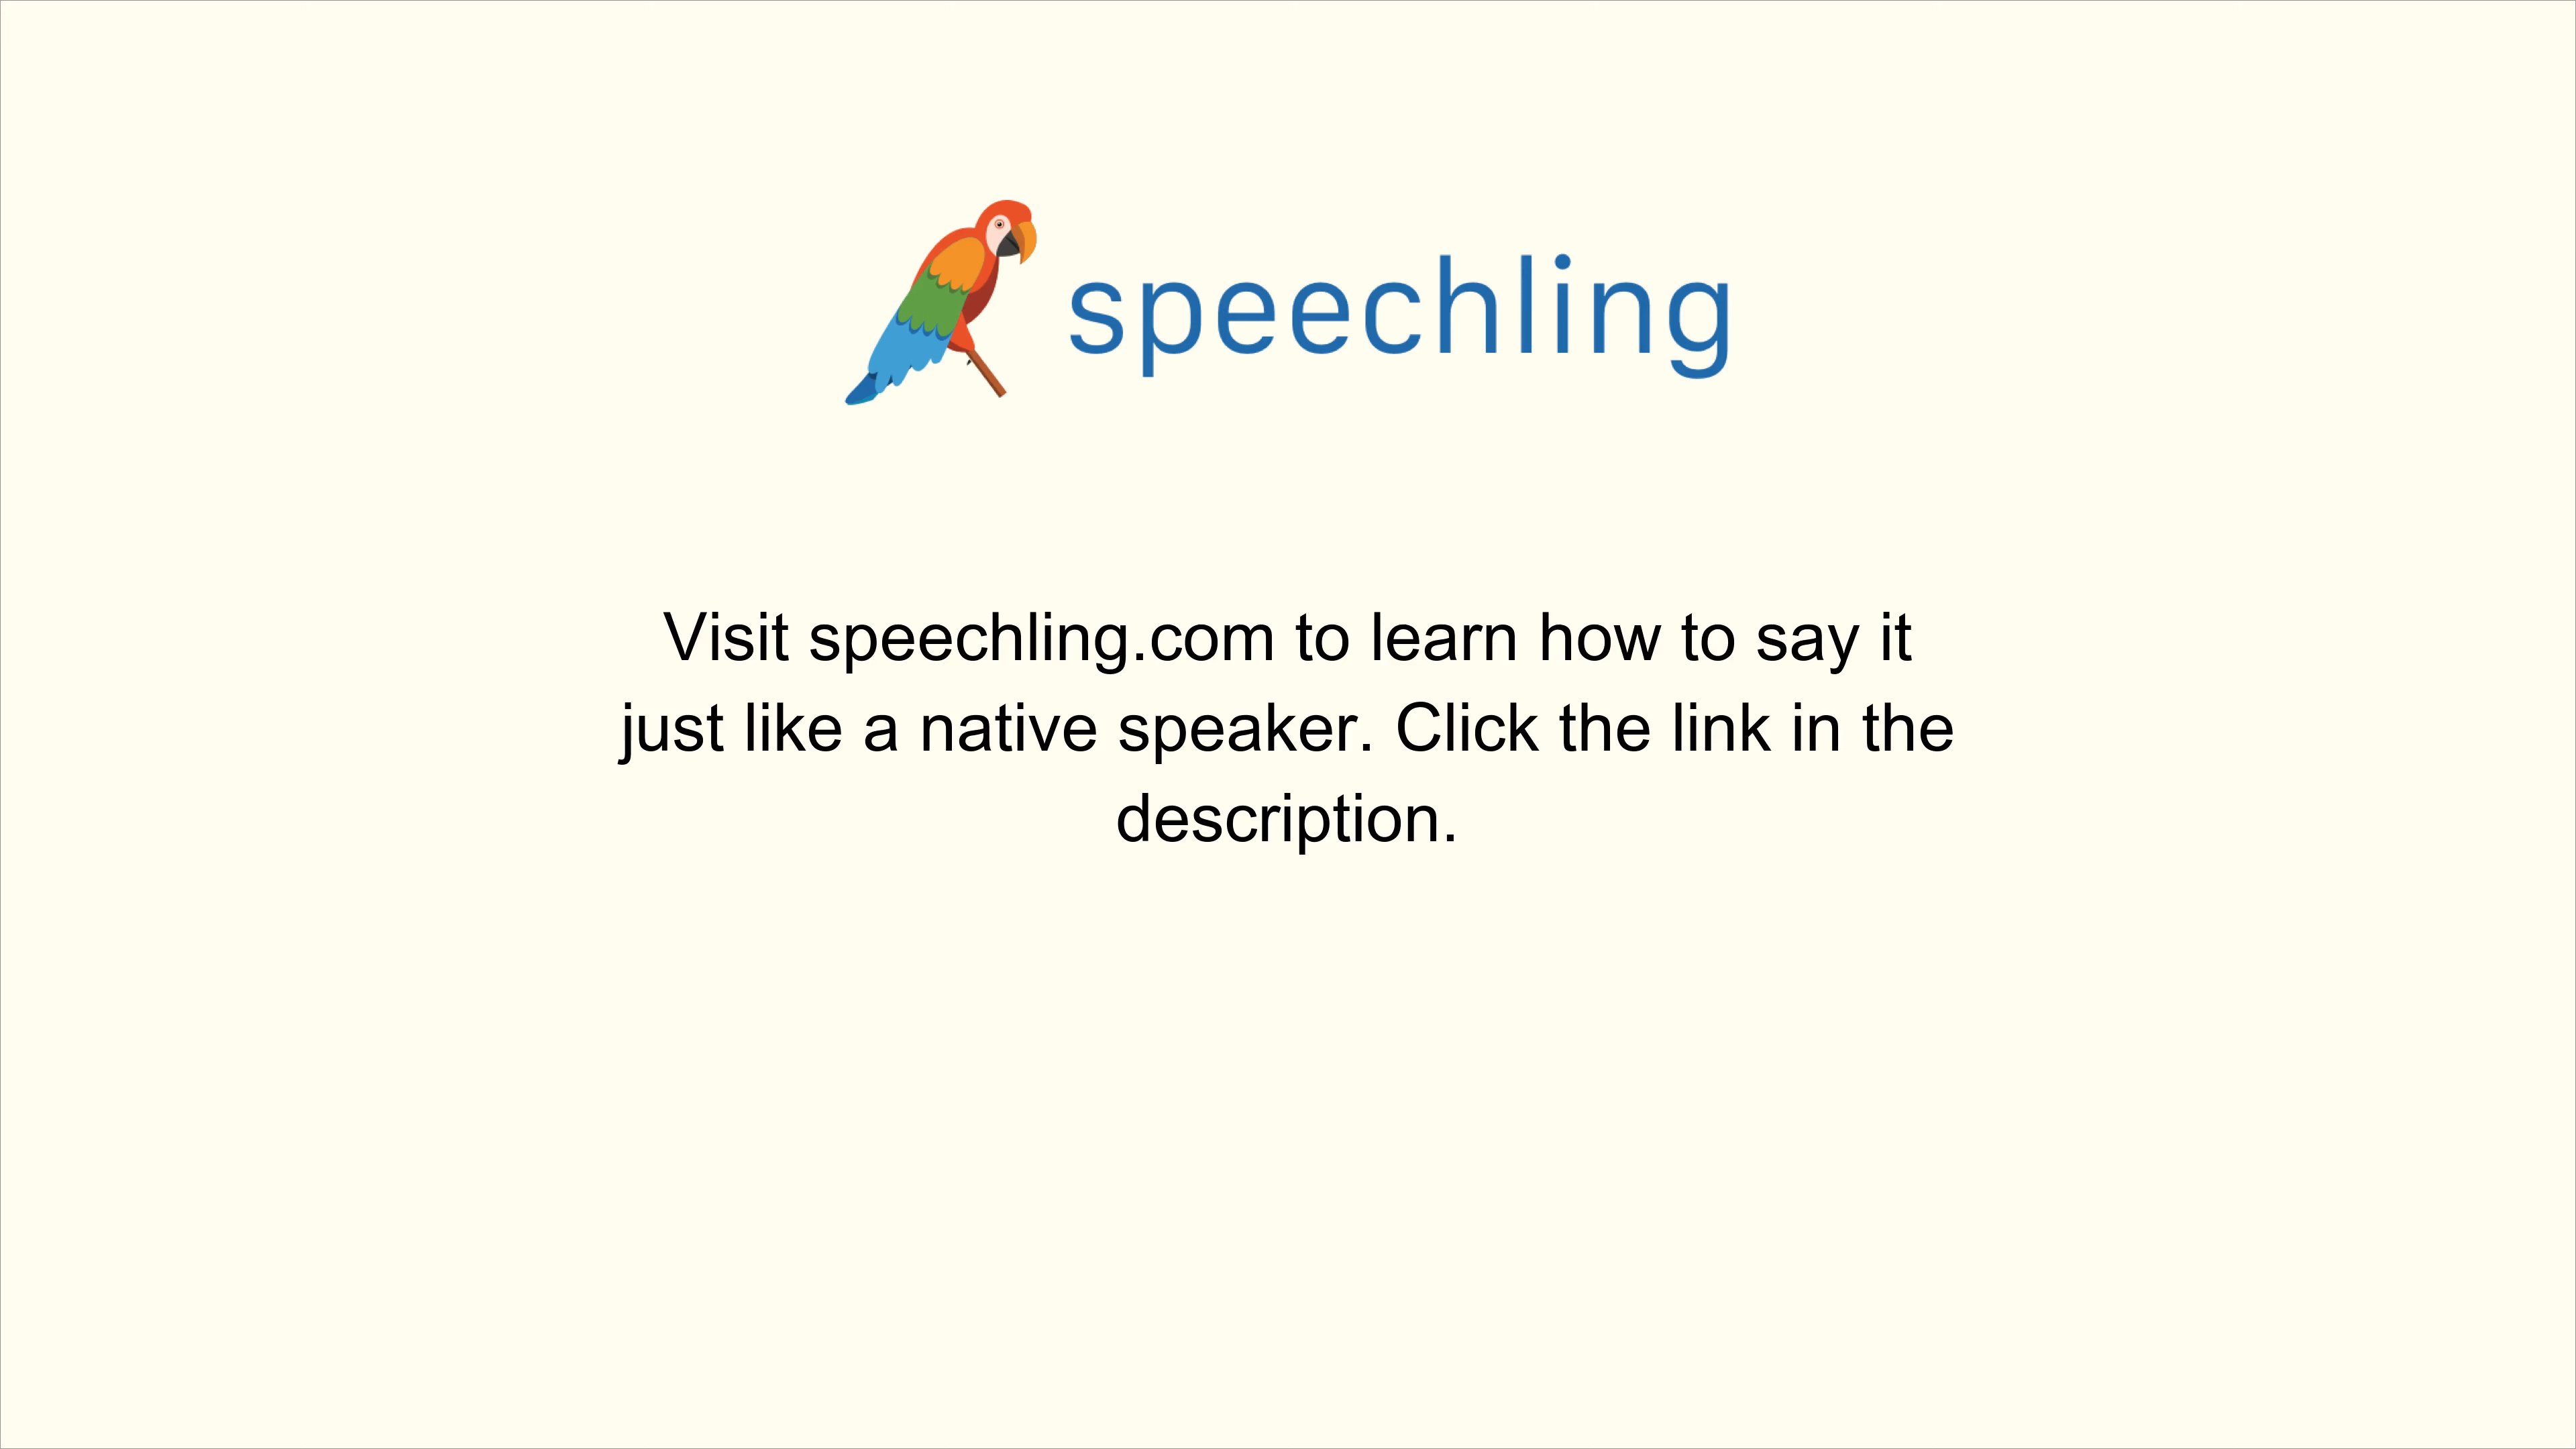 speechling
Visit speechling.com to learn how to say it
just like a native speaker. Click the link in the
description.